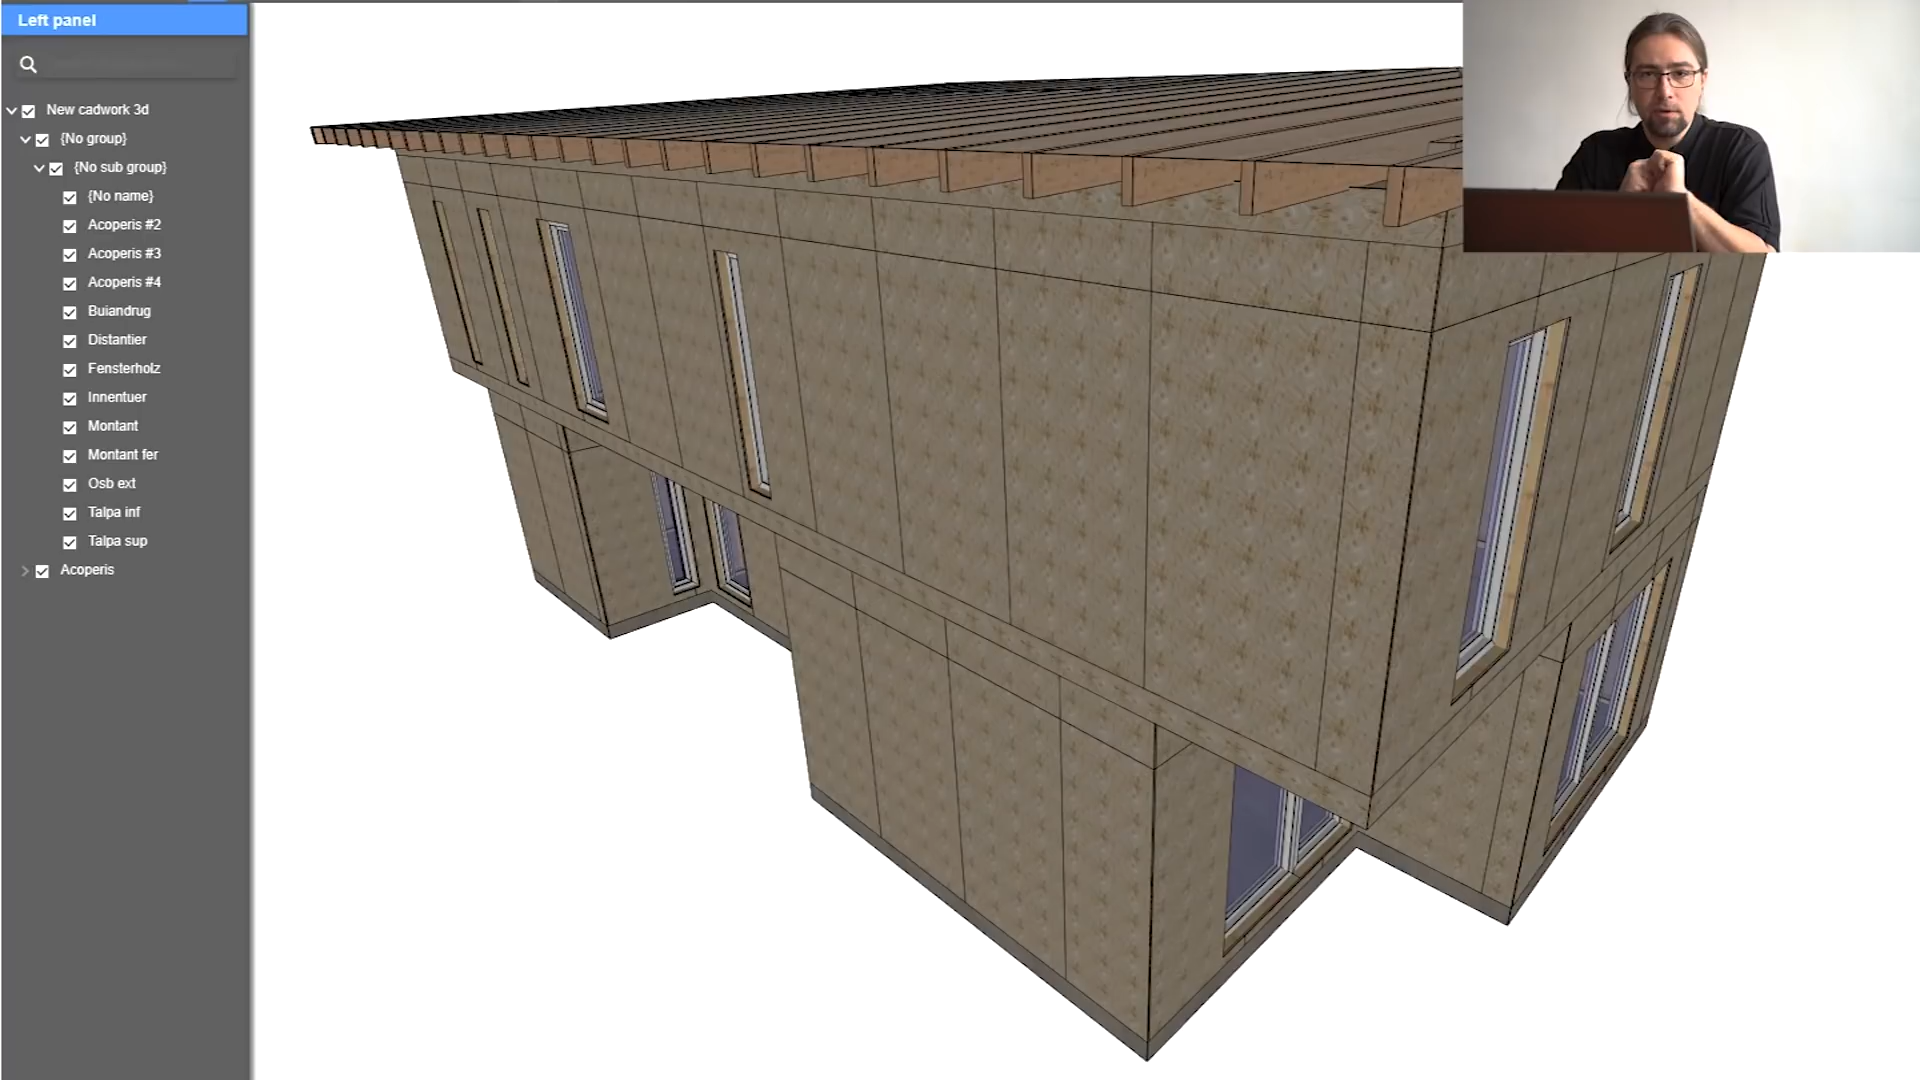 Left panel
New cadwork 3d
{No group}
{No sub group}
{No name}
Acoperis #2
Acoperis #3
Acoperis #4
Buiandrug
Distantier
Fensterholz
Innentuer
Montant
Montant fer
Osb ext
Talpa inf
Talpa sup
Acoperis